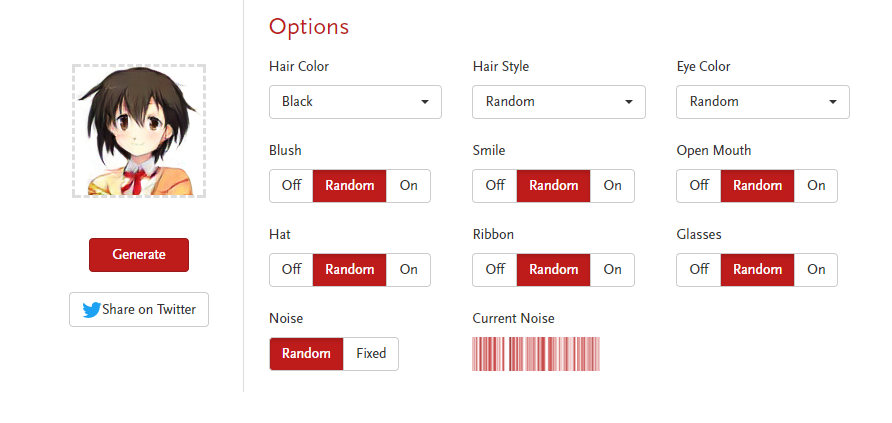 Options
Hair Color
Hair Style
Eye Color
Black
Random
Random
Blush
Smile
Open Mouth
Off Random On
Off Random On
Off Random On
Hat
Ribbon
Glasses
Off Random On
Off Random On
Off Random On
Noise
Current Noise
Random Fixed
Generate
Share on Twitter